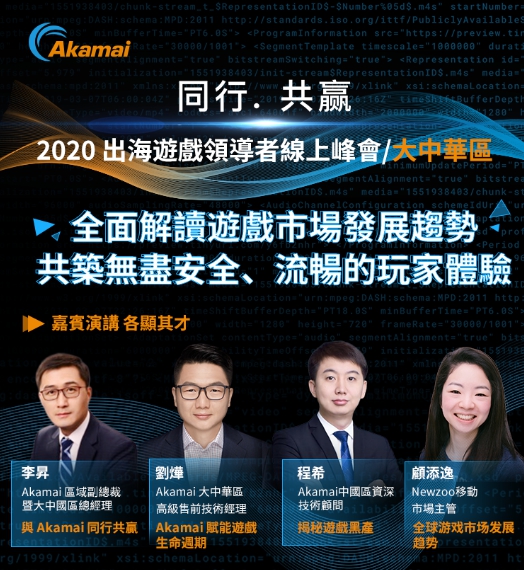 Akamai
同行. 共赢
2020 出海遊戲領導者線上峰會/大中華區
全面解讀遊戲市場發展趨勢
共築無盡安全、流暢的玩家體驗
嘉賓演講 各顯其才
李昇
Akamai 區域副總裁
暨大中國區總經理
與 Akamai 同行共贏
劉燁
Akamai 大中華區
高級售前技術經理
Akamai 賦能遊戲
生命週期
程希
Akamai中國區資深
技術顧問
揭秘遊戲黑產
顧添逸
Newzoo移動
市場主管
全球游戏市场发展
趋势